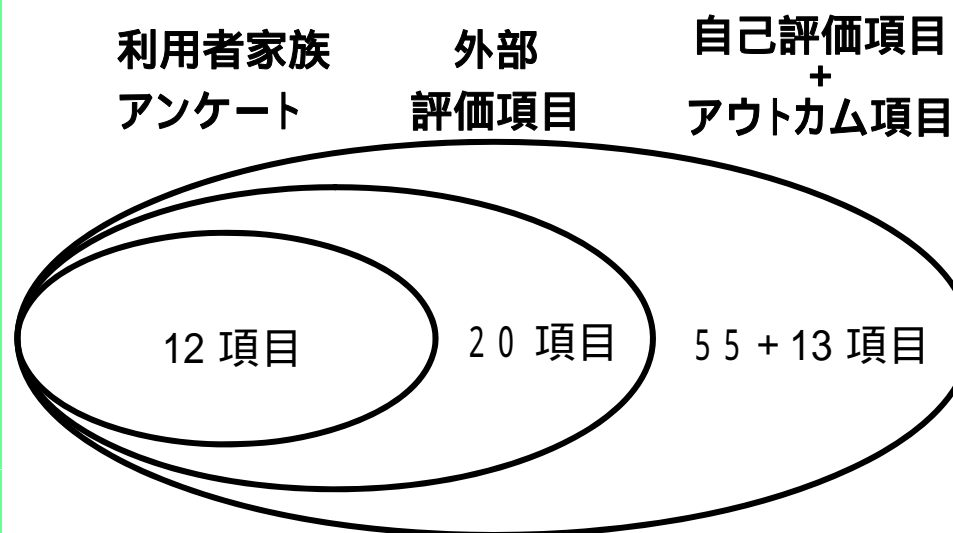 利用者家族
アンケート
外部
評価項目
自己評価項目
+
アウトカム項目
12 項目
２０ 項目
５５ + 13 項目